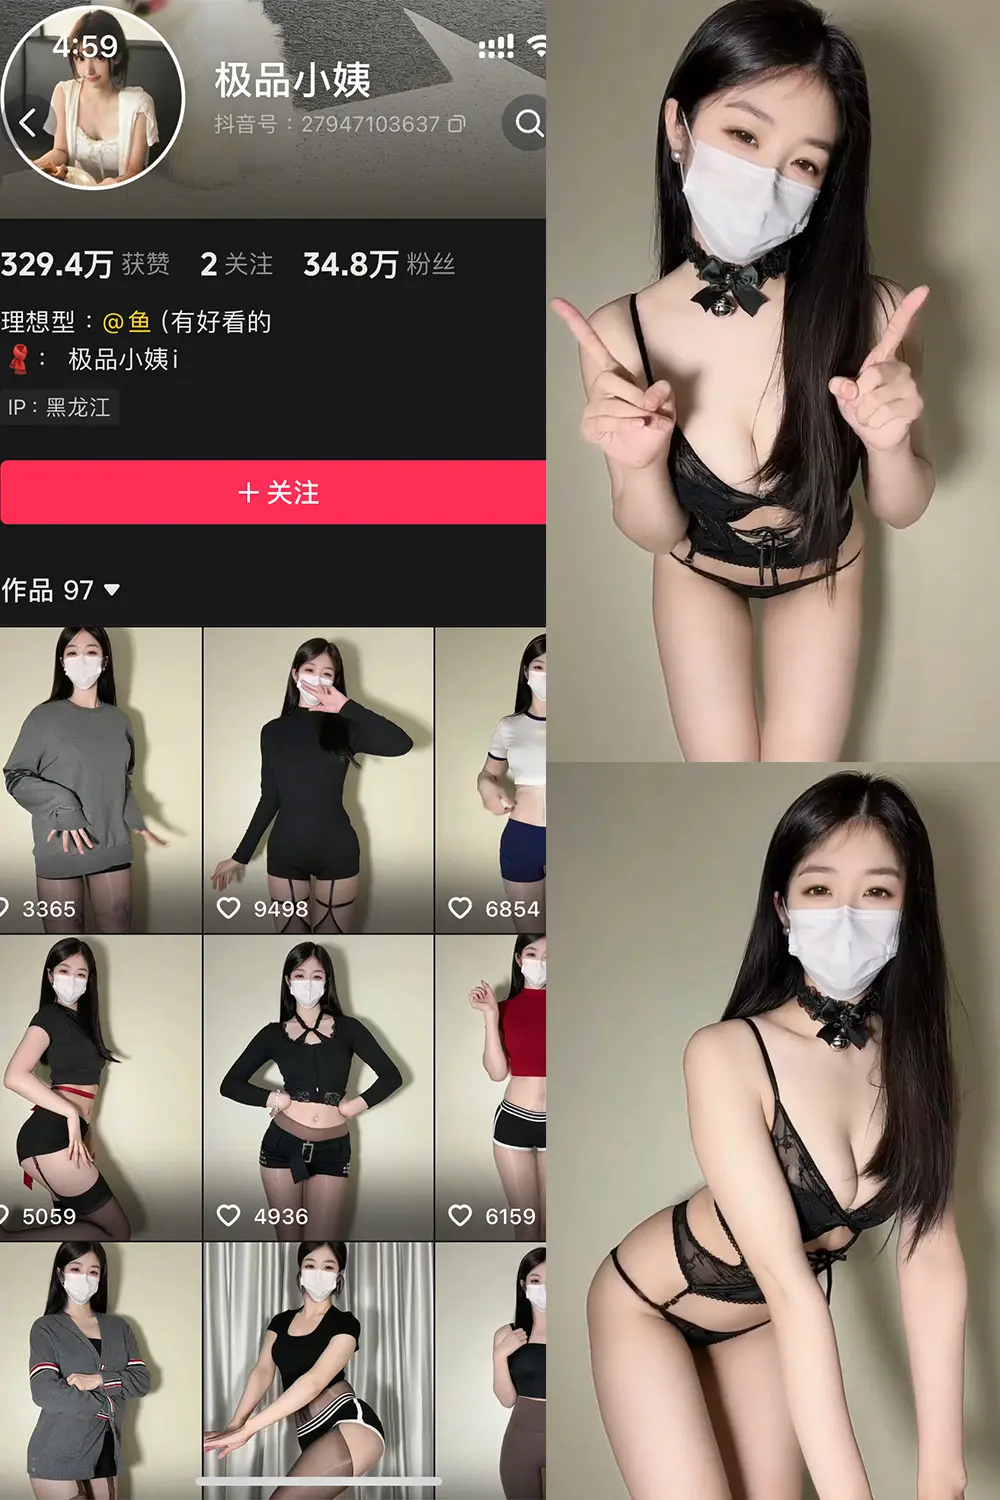 4:59
极品小姨
抖音号：27947103637
329.4万 获赞 2 关注 34.8万 粉丝
理想型：@鱼 (有好看的
： 极品小姨i
IP：黑龙江
+ 关注
作品 97
3365
9498
6854
5059
4936
6159